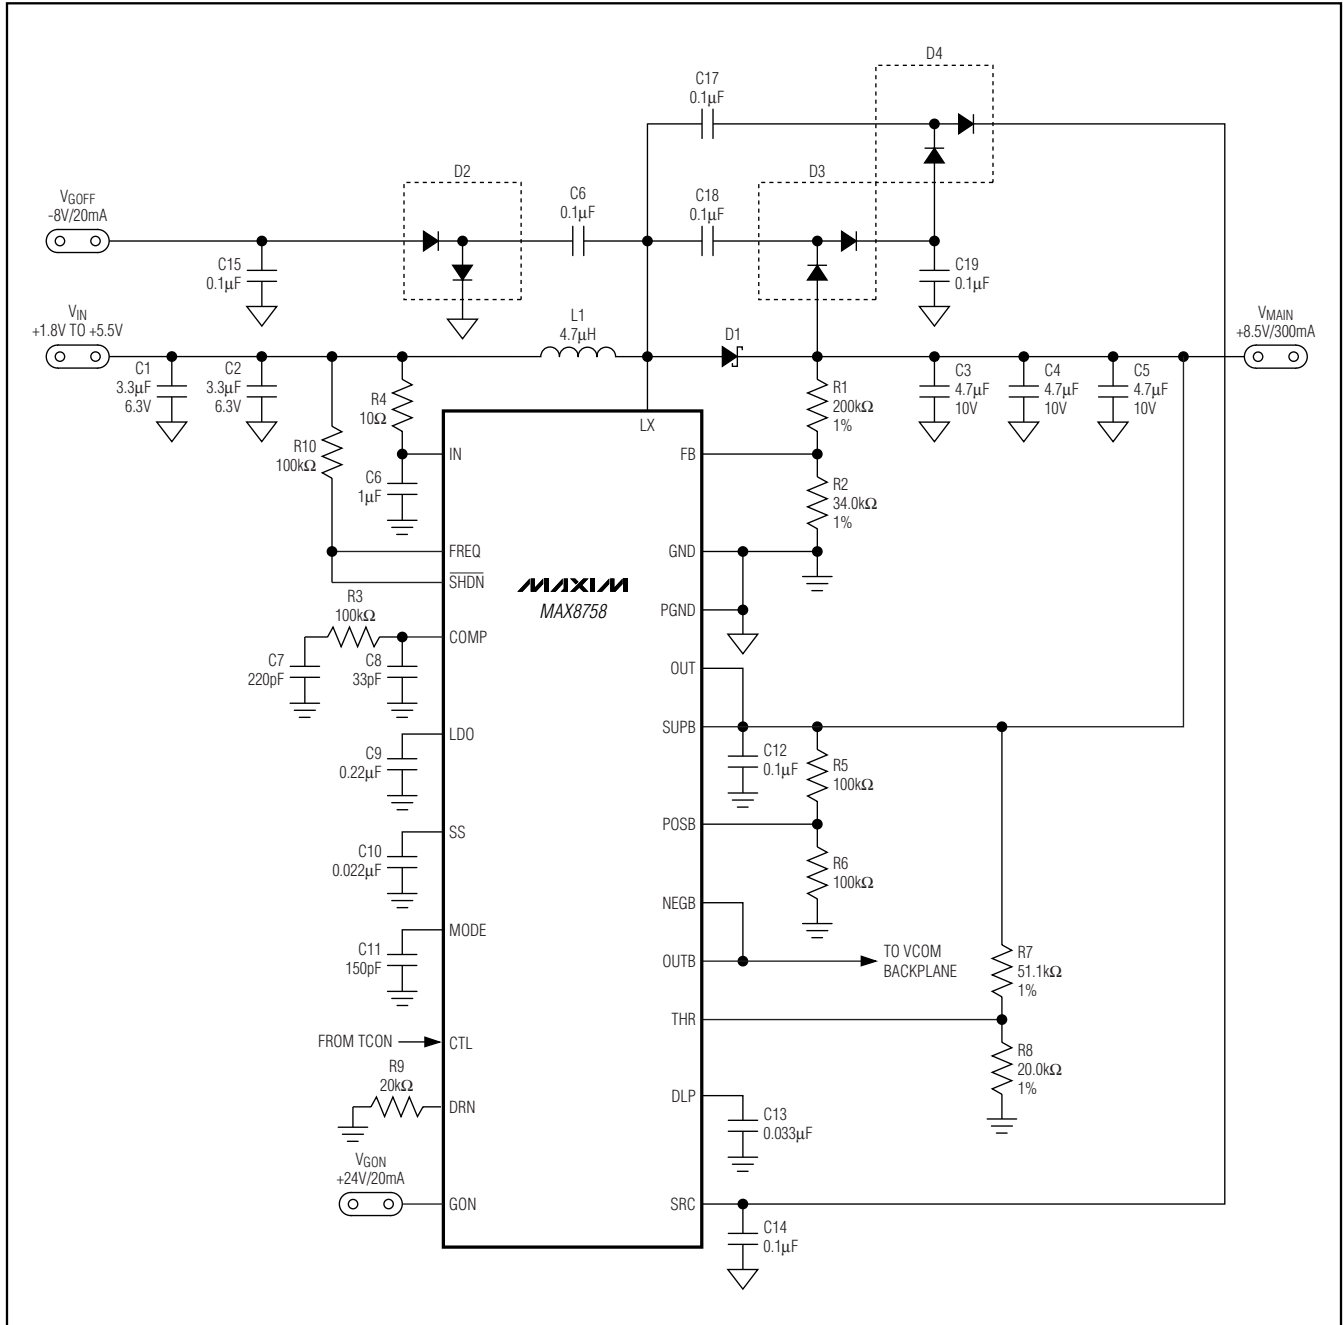 D4
C17
0.1µF
D2
D3
VGOFF
-8V/20mA
C6
0.1µF
C18
0.1µF
C15
0.1µF
C19
0.1µF
VIN
+1.8V TO +5.5V
L1
4.7µH
D1
VMAIN
+8.5V/300mA
C1
3.3µF
6.3V
C2
3.3µF
6.3V
R4
10Ω
R1
200kΩ
1%
C3
4.7µF
10V
C4
4.7µF
10V
C5
4.7µF
10V
LX
R10
100kΩ
IN
FB
C6
1µF
R2
34.0kΩ
1%
FREQ
GND
SHDN
MAXIM
MAX8758
PGND
R3
100kΩ
COMP
C7
220pF
C8
33pF
OUT
LDO
SUPB
C9
0.22µF
C12
0.1µF
R5
100kΩ
SS
POSB
C10
0.022µF
R6
100kΩ
NEGB
MODE
C11
150pF
OUTB
TO VCOM
BACKPLANE
R7
51.1kΩ
1%
THR
FROM TCON
CTL
R8
20.0kΩ
1%
R9
20kΩ
DRN
DLP
C13
0.033µF
VGON
+24V/20mA
GON
SRC
C14
0.1µF